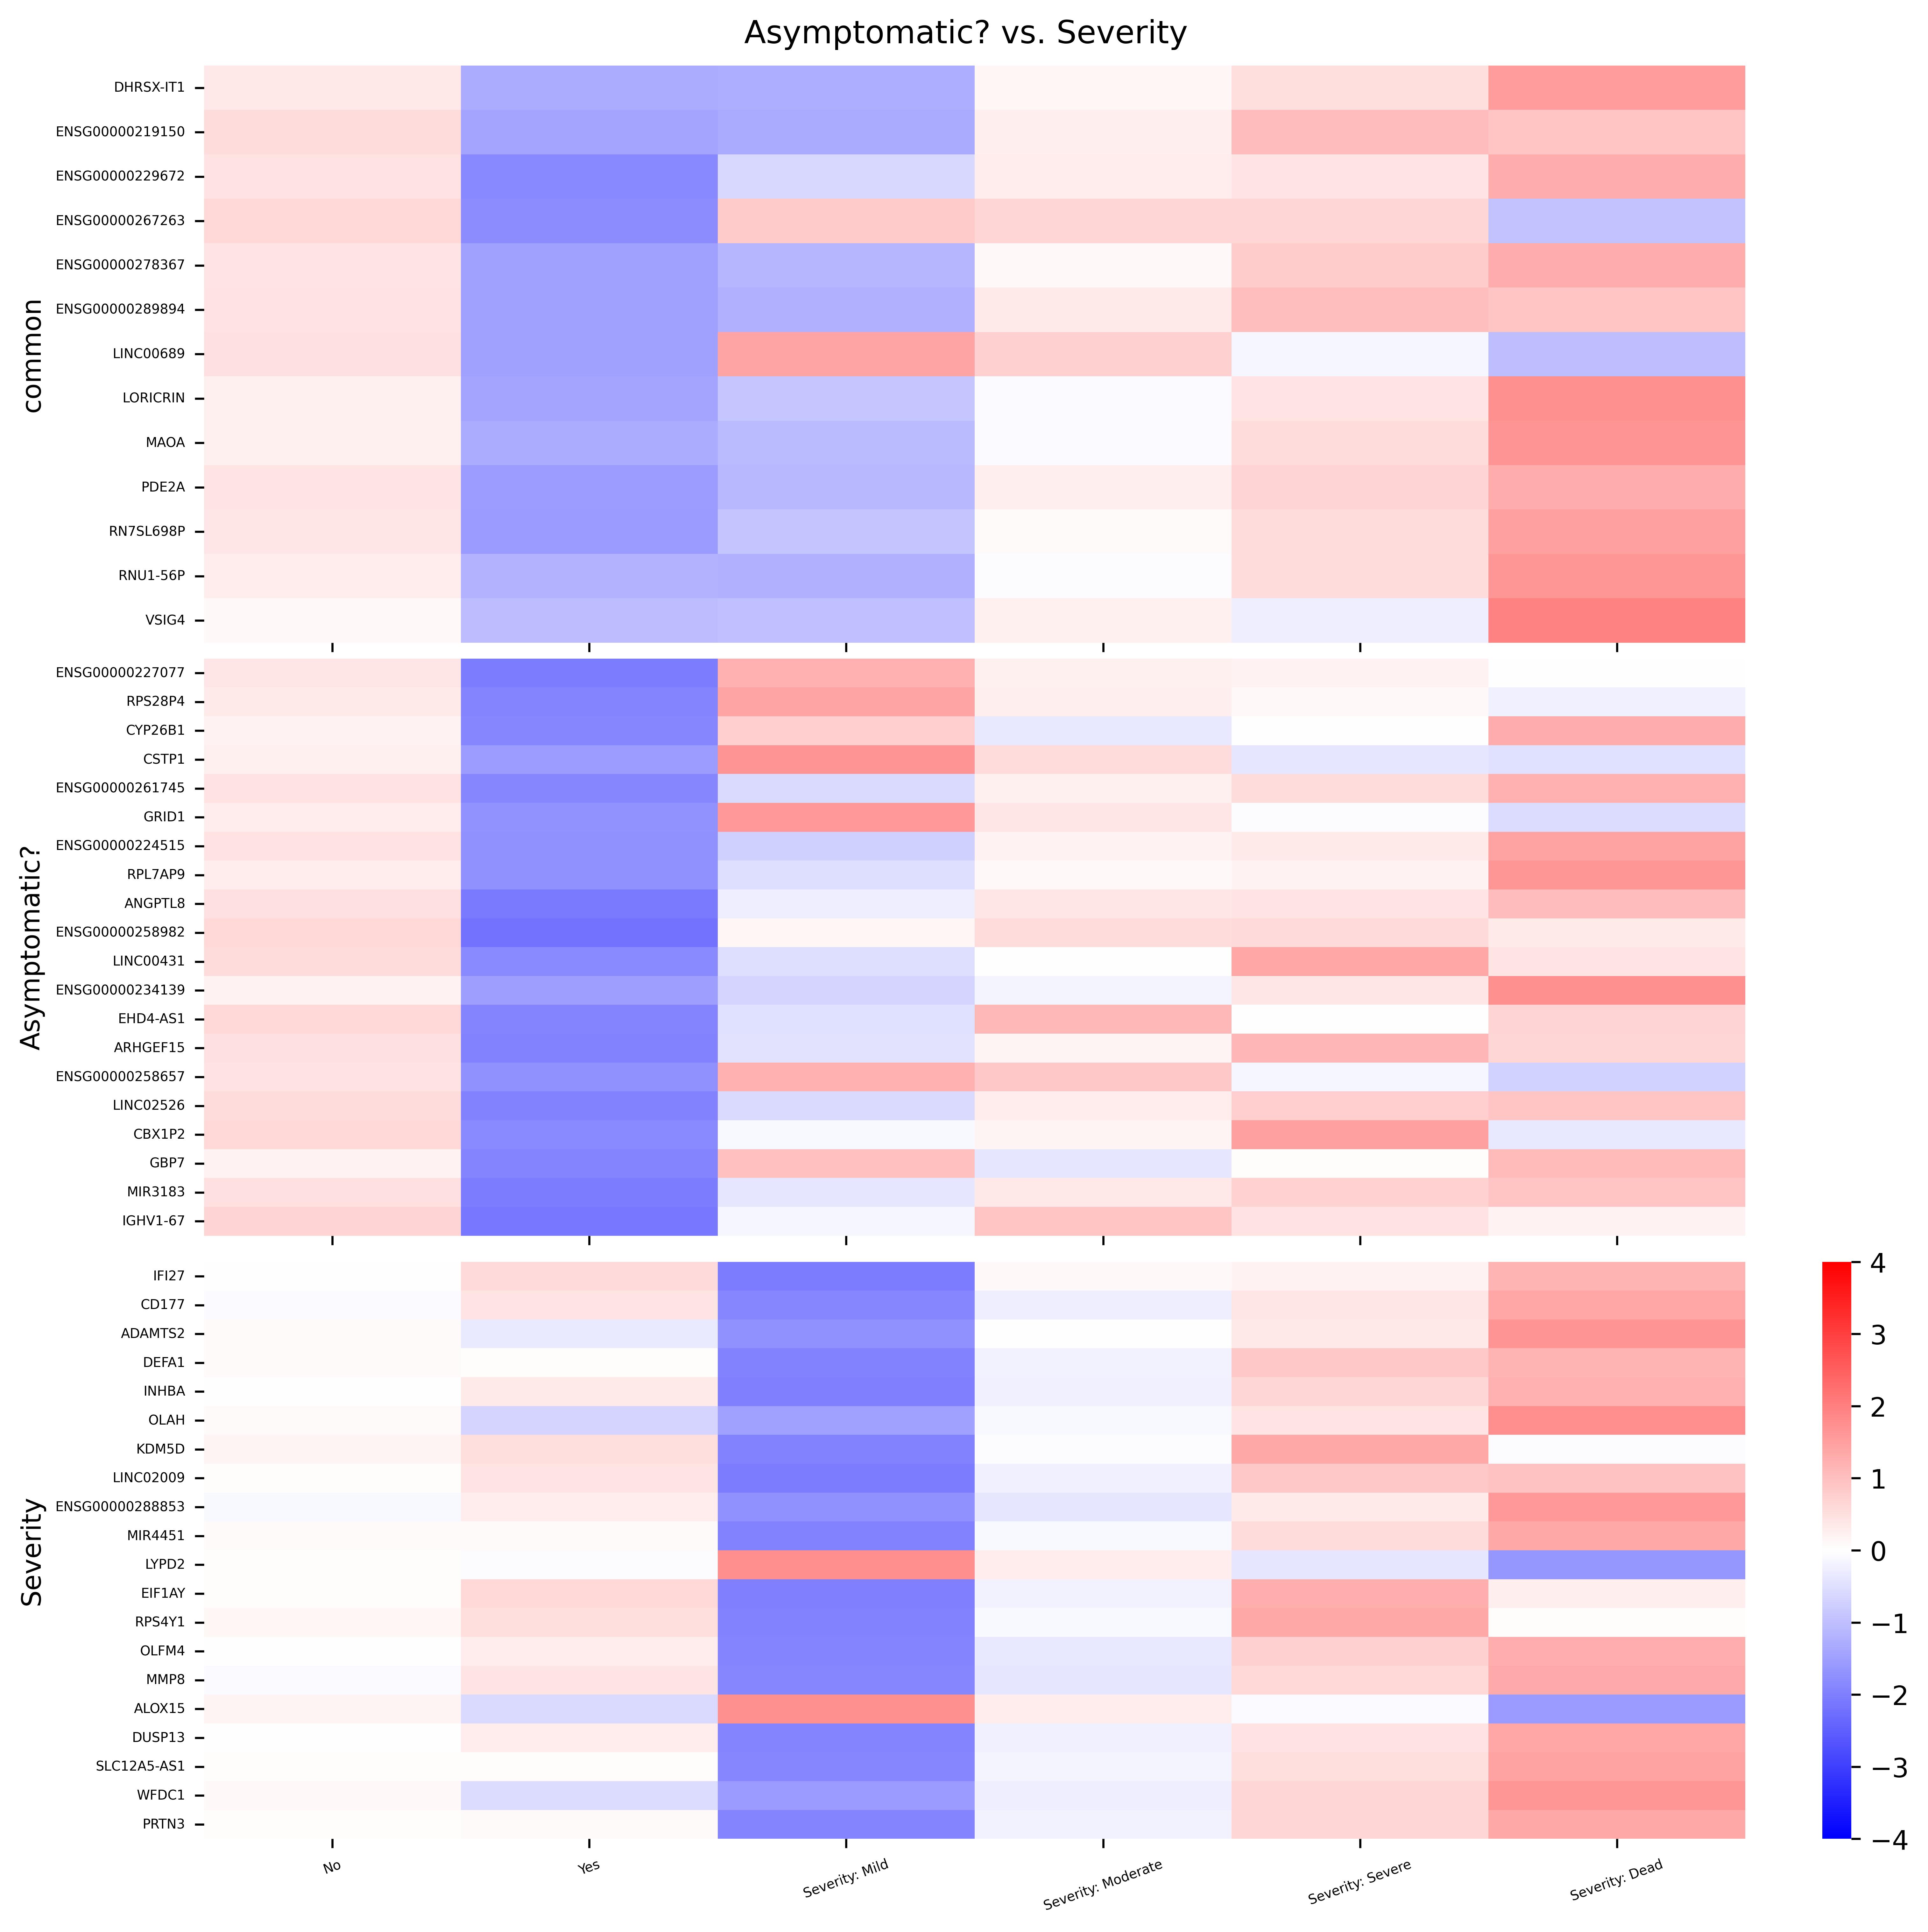 Asymptomatic? vs. Severity
common
DHRSX-IT1
ENSG00000219150
ENSG00000229672
ENSG00000267263
ENSG00000278367
ENSG00000289894
LINC00689
LORICRIN
MAOA
PDE2A
RN7SL698P
RNU1-56P
VSIG4
Asymptomatic?
ENSG00000227077
RPS28P4
CYP26B1
CSTP1
ENSG00000261745
GRID1
ENSG00000224515
RPL7AP9
ANGPTL8
ENSG00000258982
LINC00431
ENSG00000234139
EHD4-AS1
ARHGEF15
ENSG00000258657
LINC02526
CBX1P2
GBP7
MIR3183
IGHV1-67
Severity
IFI27
CD177
ADAMTS2
DEFA1
INHBA
OLAH
KDM5D
LINC02009
ENSG00000288853
MIR4451
LYPD2
EIF1AY
RPS4Y1
OLFM4
MMP8
ALOX15
DUSP13
SLC12A5-AS1
WFDC1
PRTN3
No
Yes
Severity: Mild
Severity: Moderate
Severity: Severe
Severity: Dead
4
3
2
1
0
−1
−2
−3
−4